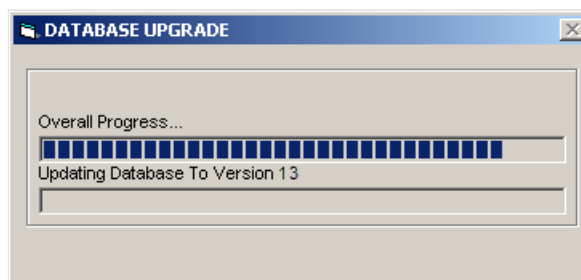 DATABASE UPGRADE
Overall Progress...
Updating Database To Version 13